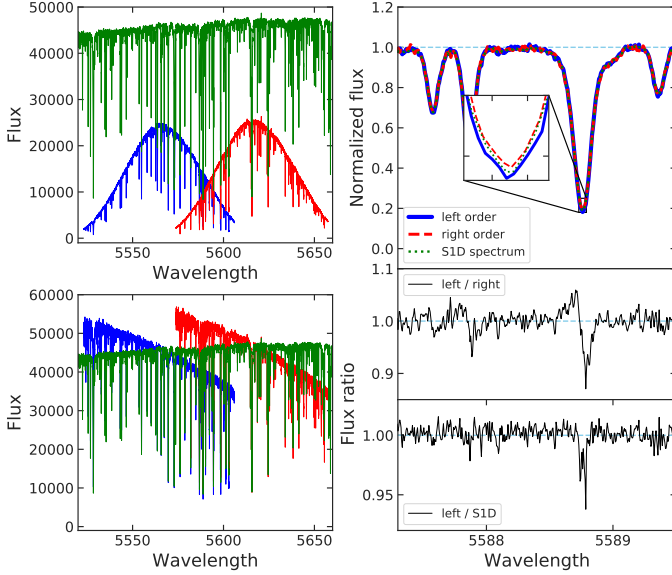 50000
40000
30000
20000
10000
0
Flux
5550
5600
5650
Wavelength
60000
50000
40000
30000
20000
10000
0
Flux
5550
5600
5650
Wavelength
1.0
0.8
0.6
0.4
0.2
0.0
Normalized flux
left order
right order
S1D spectrum
1.1
1.0
0.9
left / right
Flux ratio
1.00
0.95
left / S1D
5588
5589
Wavelength